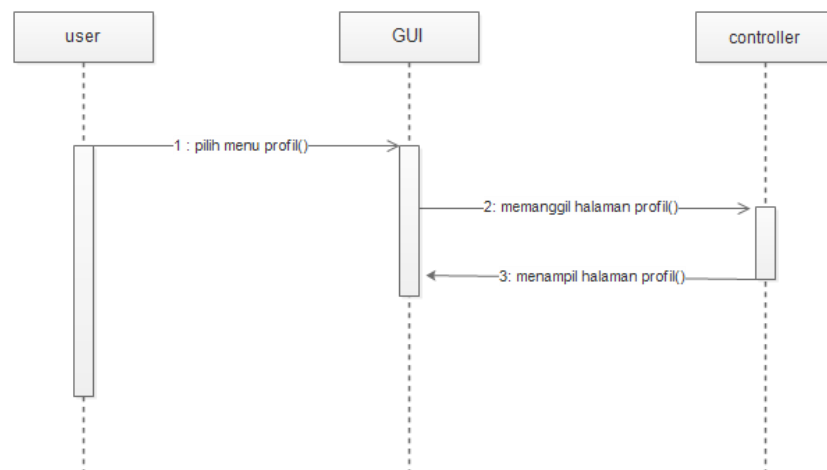 user
GUI
controller
1 : pilih menu profil()
2: memanggil halaman profil()
3: menampil halaman profil()